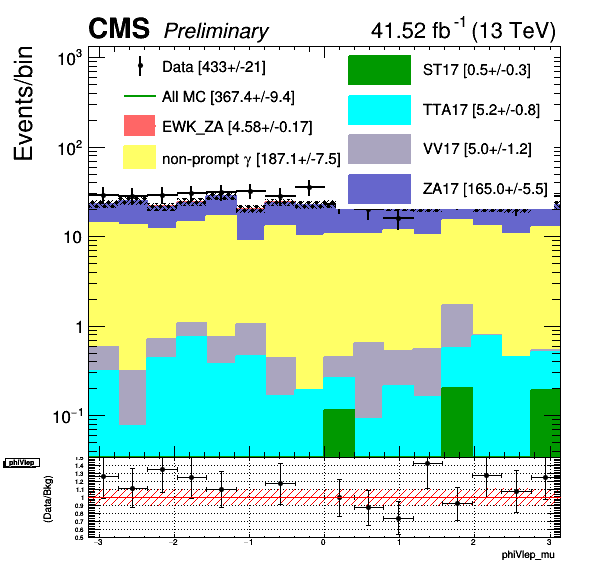 CMS Preliminary 41.52 fb⁻¹ (13 TeV)
Events/bin
10³
10²
10
1
10⁻¹
Data [433+/-21]
All MC [367.4+/-9.4]
EWK_ZA [4.58+/-0.17]
non-prompt γ [187.1+/-7.5]
ST17 [0.5+/-0.3]
TTA17 [5.2+/-0.8]
VV17 [5.0+/-1.2]
ZA17 [165.0+/-5.5]
phiVlep
(Data/Bkg)
1.5
1.4
1.3
1.2
1.1
1
0.9
0.8
0.7
0.6
0.5
−3 −2 −1 0 1 2 3
phiVlep_mu